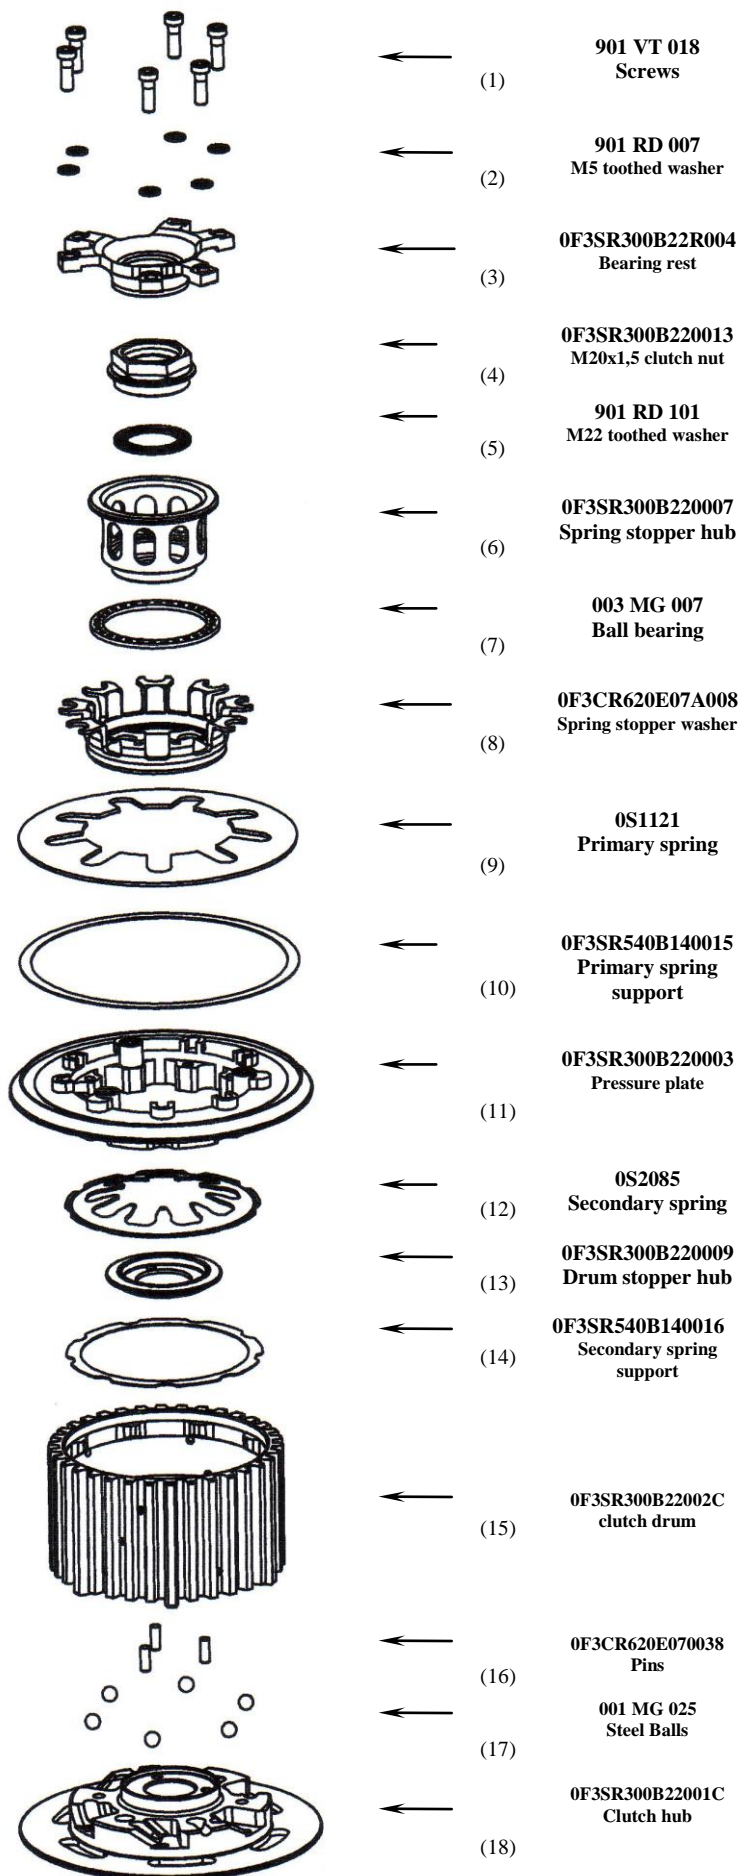 901 VT 018
Screws
(1)
901 RD 007
M5 toothed washer
(2)
0F3SR300B22R004
Bearing rest
(3)
0F3SR300B220013
M20x1,5 clutch nut
(4)
901 RD 101
M22 toothed washer
(5)
0F3SR300B220007
Spring stopper hub
(6)
003 MG 007
Ball bearing
(7)
0F3CR620E07A008
Spring stopper washer
(8)
0S1121
Primary spring
(9)
0F3SR540B140015
Primary spring
support
(10)
0F3SR300B220003
Pressure plate
(11)
0S2085
Secondary spring
(12)
0F3SR300B220009
Drum stopper hub
(13)
0F3SR540B140016
Secondary spring
support
(14)
0F3SR300B22002C
clutch drum
(15)
0F3CR620E070038
Pins
(16)
001 MG 025
Steel Balls
(17)
0F3SR300B22001C
Clutch hub
(18)